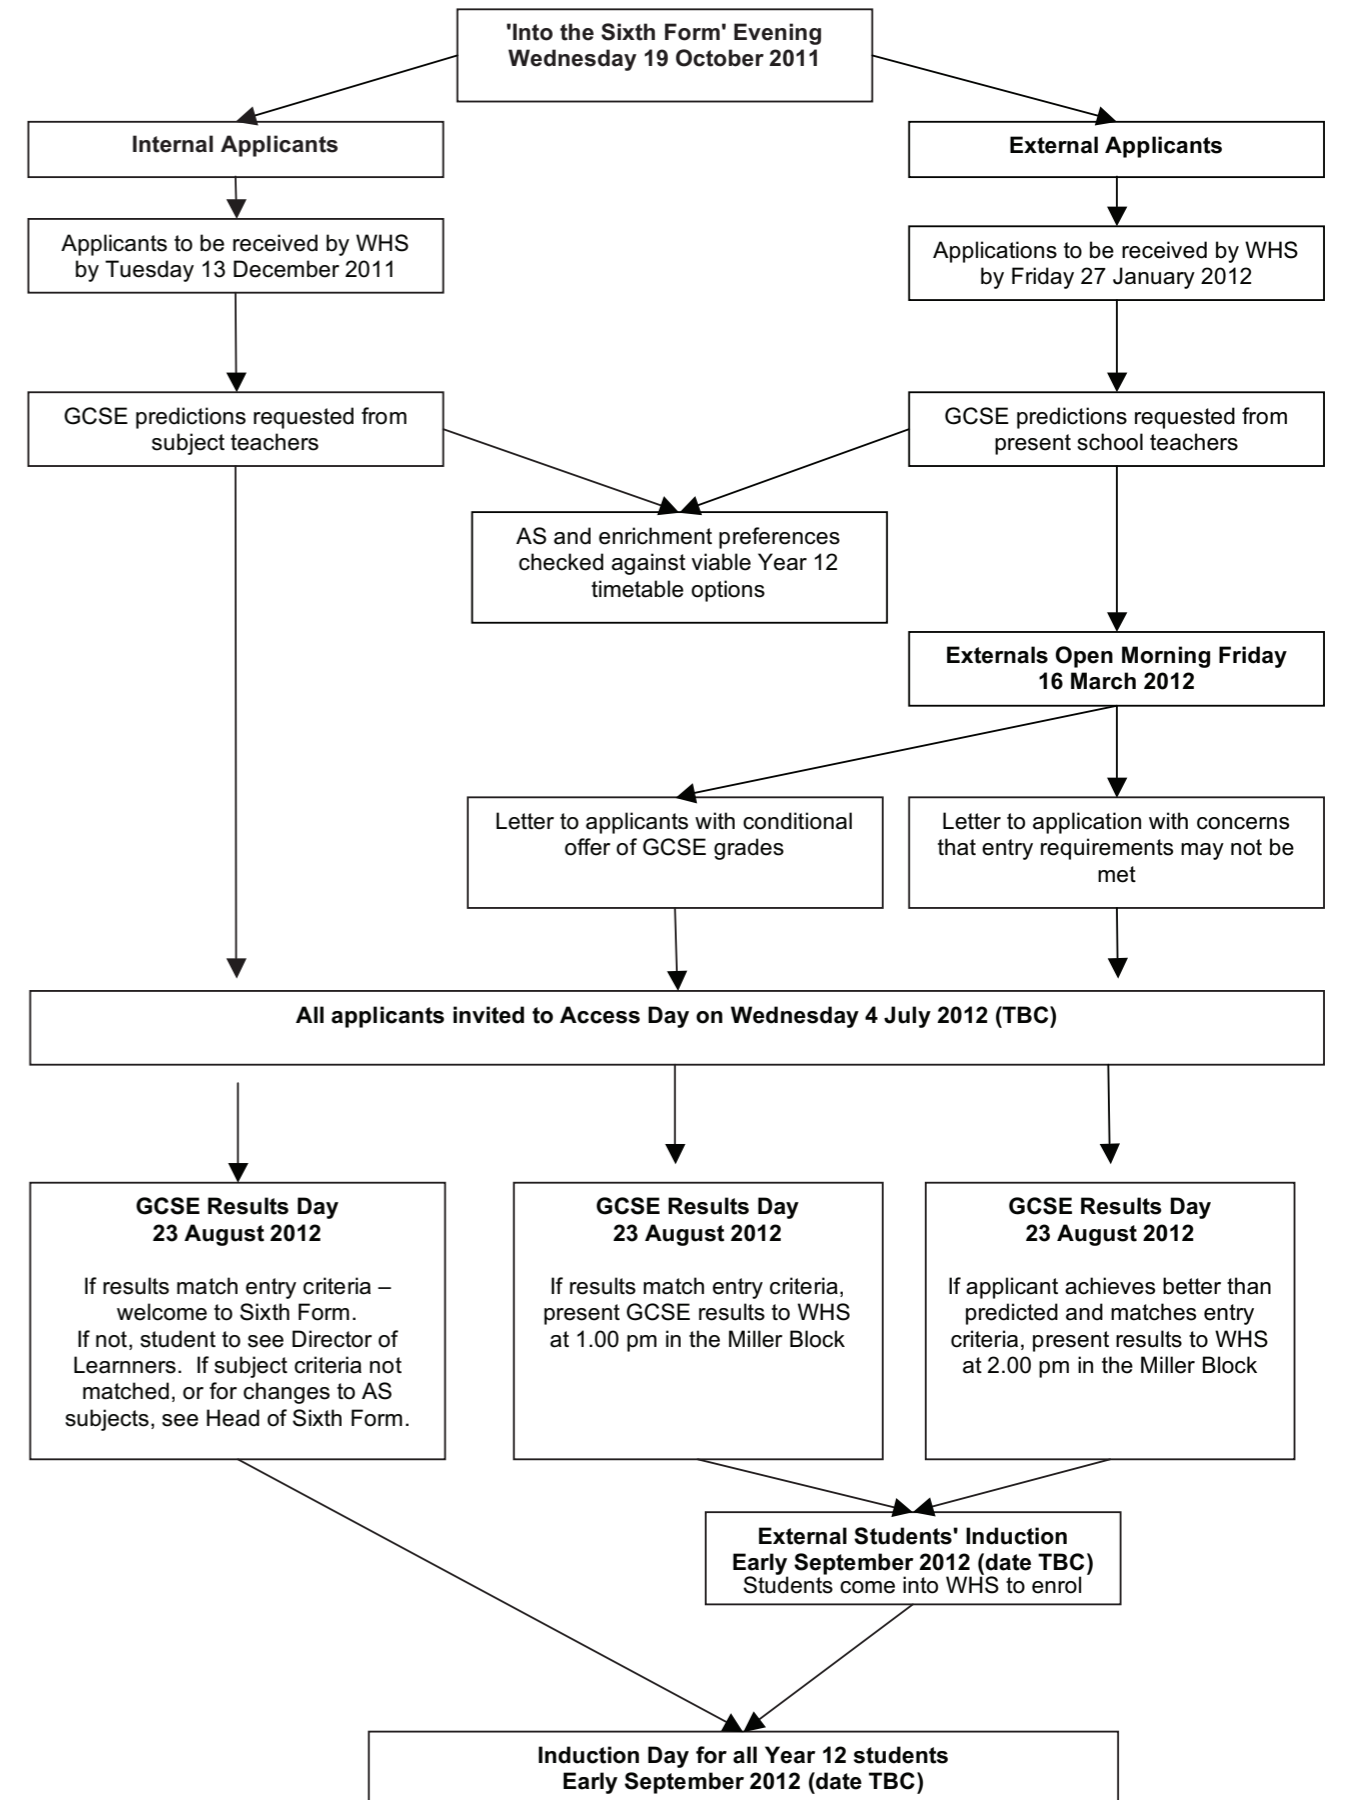 'Into the Sixth Form' Evening
Wednesday 19 October 2011
Internal Applicants
External Applicants
Applicants to be received by WHS
by Tuesday 13 December 2011
Applications to be received by WHS
by Friday 27 January 2012
GCSE predictions requested from
subject teachers
GCSE predictions requested from
present school teachers
AS and enrichment preferences
checked against viable Year 12
timetable options
Externals Open Morning Friday
16 March 2012
Letter to applicants with conditional
offer of GCSE grades
Letter to application with concerns
that entry requirements may not be
met
All applicants invited to Access Day on Wednesday 4 July 2012 (TBC)
GCSE Results Day
23 August 2012
If results match entry criteria –
welcome to Sixth Form.
If not, student to see Director of
Learnners.  If subject criteria not
matched, or for changes to AS
subjects, see Head of Sixth Form.
GCSE Results Day
23 August 2012
If results match entry criteria,
present GCSE results to WHS
at 1.00 pm in the Miller Block
GCSE Results Day
23 August 2012
If applicant achieves better than
predicted and matches entry
criteria, present results to WHS
at 2.00 pm in the Miller Block
External Students' Induction
Early September 2012 (date TBC)
Students come into WHS to enrol
Induction Day for all Year 12 students
Early September 2012 (date TBC)